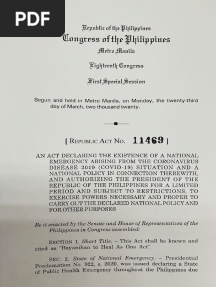 PDF
Republic of the Philippines
Congress of the Philippines
Metro Manila
Eighteenth Congress
First Special Session
Begun and held in Metro Manila, on Monday, the twenty-third
day of March, two thousand twenty.
[ REPUBLIC ACT NO. 11469 ]
AN ACT DECLARING THE EXISTENCE OF A NATIONAL
EMERGENCY ARISING FROM THE CORONAVIRUS
DISEASE 2019 (COVID-19) SITUATION AND A
NATIONAL POLICY IN CONNECTION THEREWITH,
AND AUTHORIZING THE PRESIDENT OF THE
REPUBLIC OF THE PHILIPPINES FOR A LIMITED
PERIOD AND SUBJECT TO RESTRICTIONS, TO
EXERCISE POWERS NECESSARY AND PROPER TO
CARRY OUT THE DECLARED NATIONAL POLICY AND
FOR OTHER PURPOSES
Be it enacted by the Senate and House of Representatives of the
Philippines in Congress assembled:
SECTION 1. Short Title. – This Act shall be known and
cited as "Bayanihan to Heal As One Act".
SEC. 2. State of National Emergency. – Presidential
Proclamation No. 922, s. 2020, was issued declaring a State
of Public Health Emergency throughout the Philippines due